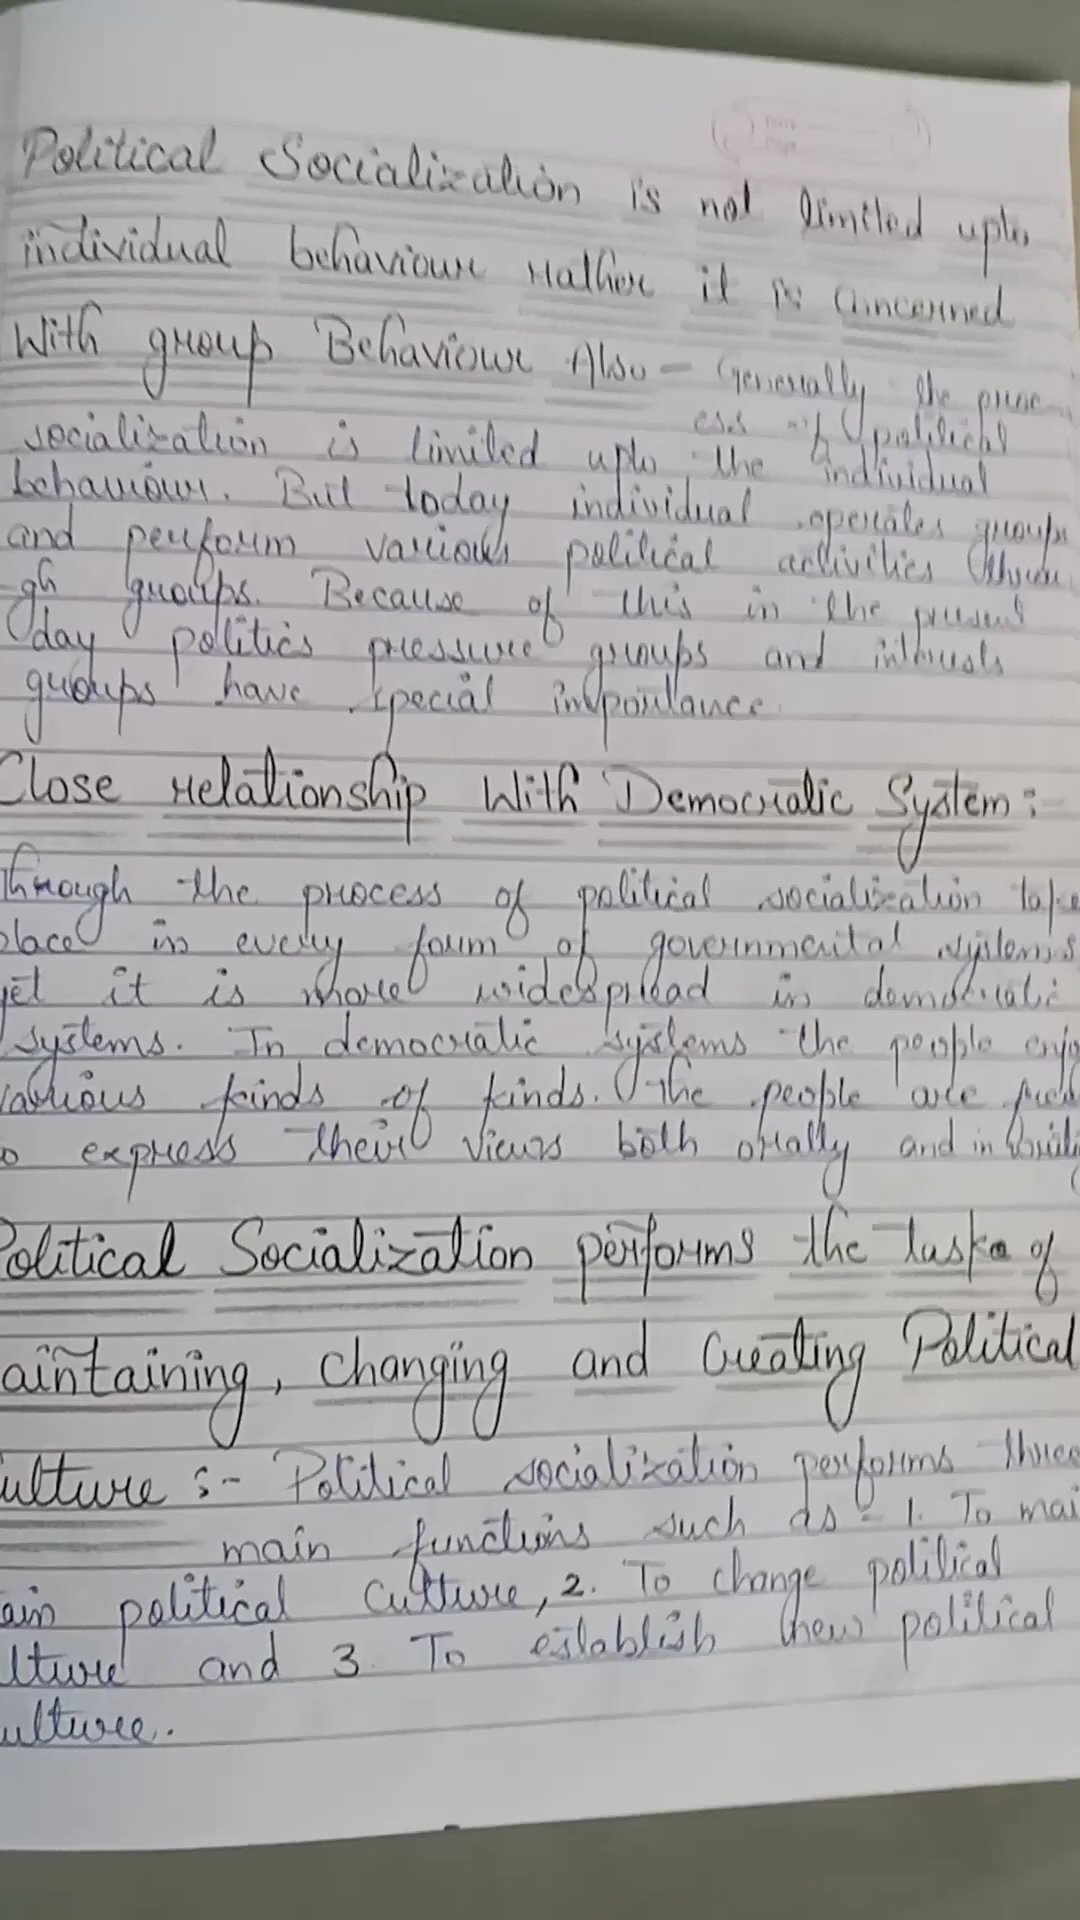 Political Socialization is not limited upto
individual behaviour rather it is concerned
With group Behaviour Also - Generally the proc
ess of political
socialization is limited upto the individual
behaviour. But today individual operates groups
and perform various political activities throu
gh groups. Because of this in the present
day politics pressure groups and interests
groups have special importance.
Close relationship With Democratic System :
Through the process of political socialization take
place in every form of governmental systems
yet it is more widespread in democratic
systems. In democratic systems the people enjo
various kinds of kinds. The people are free
to express their views both orally and in writi
Political Socialization performs the task of
aintaining, changing and Creating Political
ulture :- Political socialization performs three
main functions such as - 1. To mai
ain political Culture, 2. To change political
lture and 3. To establish new political
ulture.